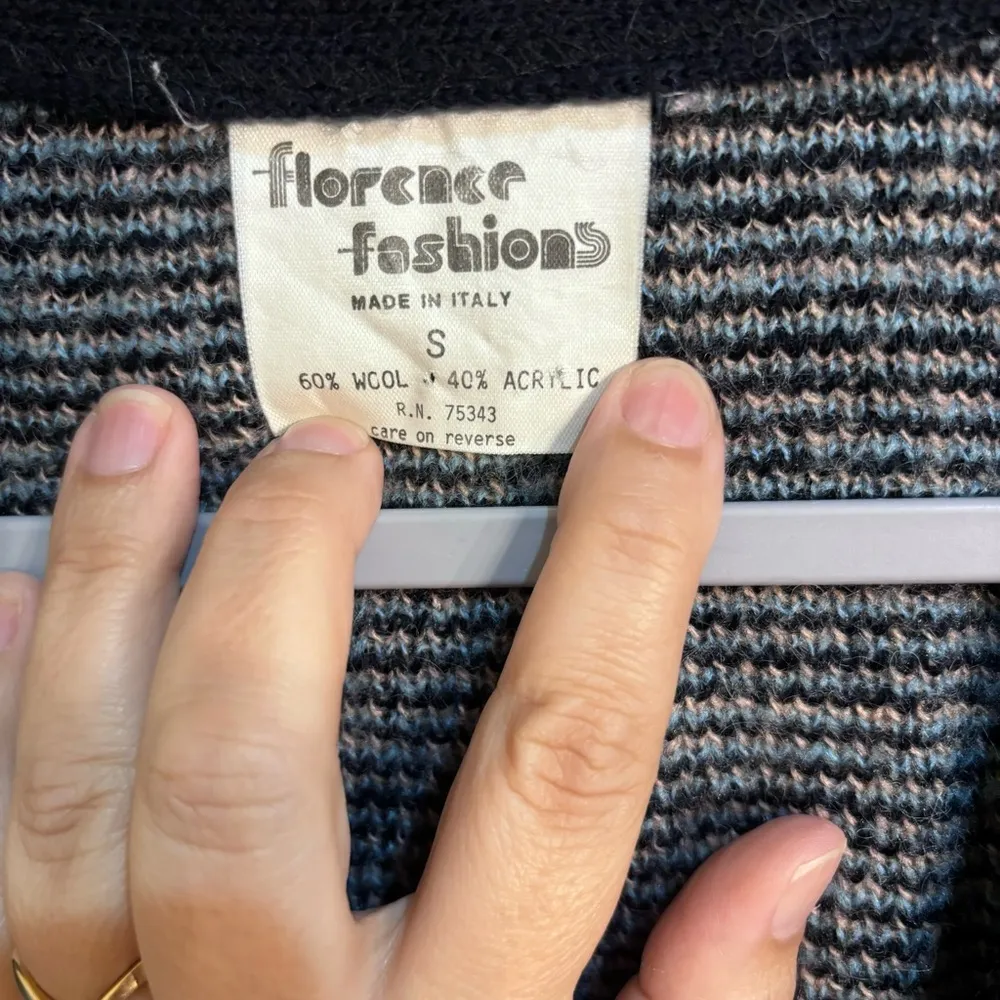 florence
fashions
MADE IN ITALY
S
60% WOOL • 40% ACRYLIC
R.N. 75343
care on reverse